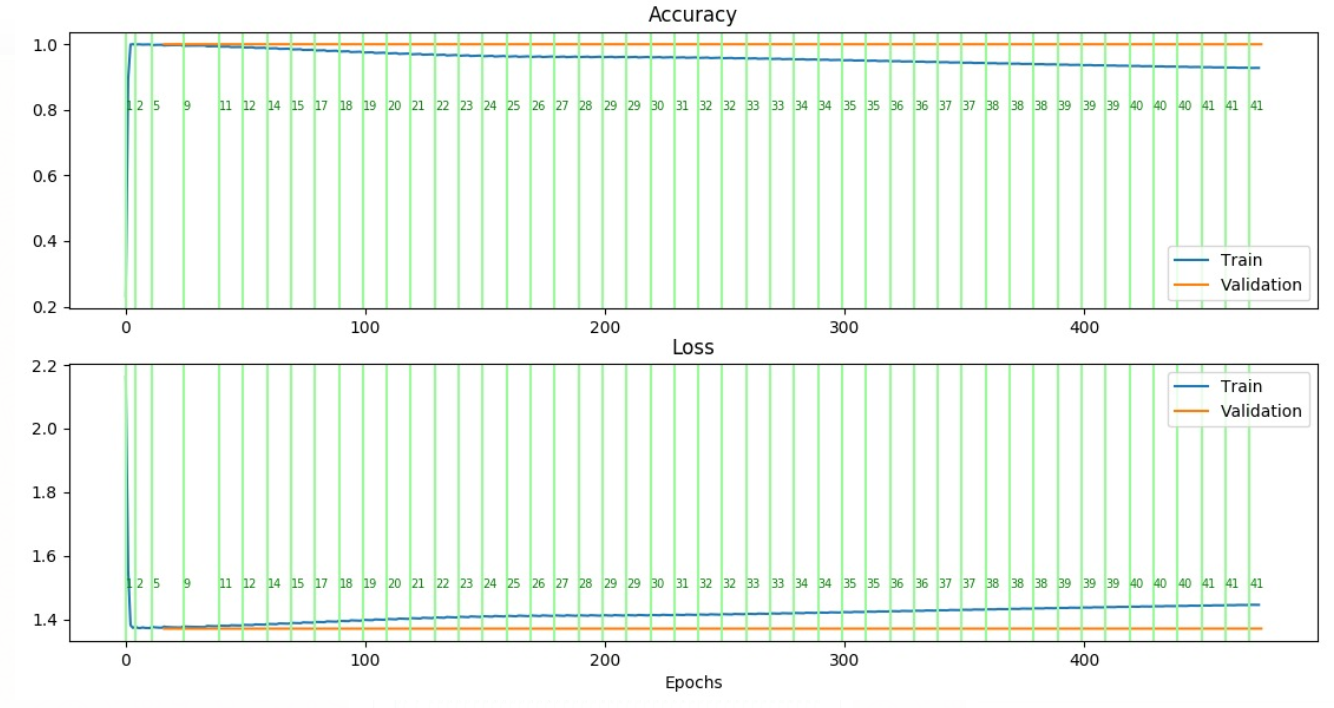 Accuracy
1.0
0.8
1 2 5 9 11 12 14 15 17 18 19 20 21 22 23 24 25 26 27 28 29 29 30 31 32 32 33 33 34 34 35 35 36 36 37 37 38 38 38 39 39 39 40 40 40 41 41 41
0.6
0.4
0.2
Train
Validation
0 100 200 300 400
Loss
2.2
2.0
1.8
1.6
1.4
Train
Validation
1 2 5 9 11 12 14 15 17 18 19 20 21 22 23 24 25 26 27 28 29 29 30 31 32 32 33 33 34 34 35 35 36 36 37 37 38 38 38 39 39 39 40 40 40 41 41 41
0 100 200 300 400
Epochs